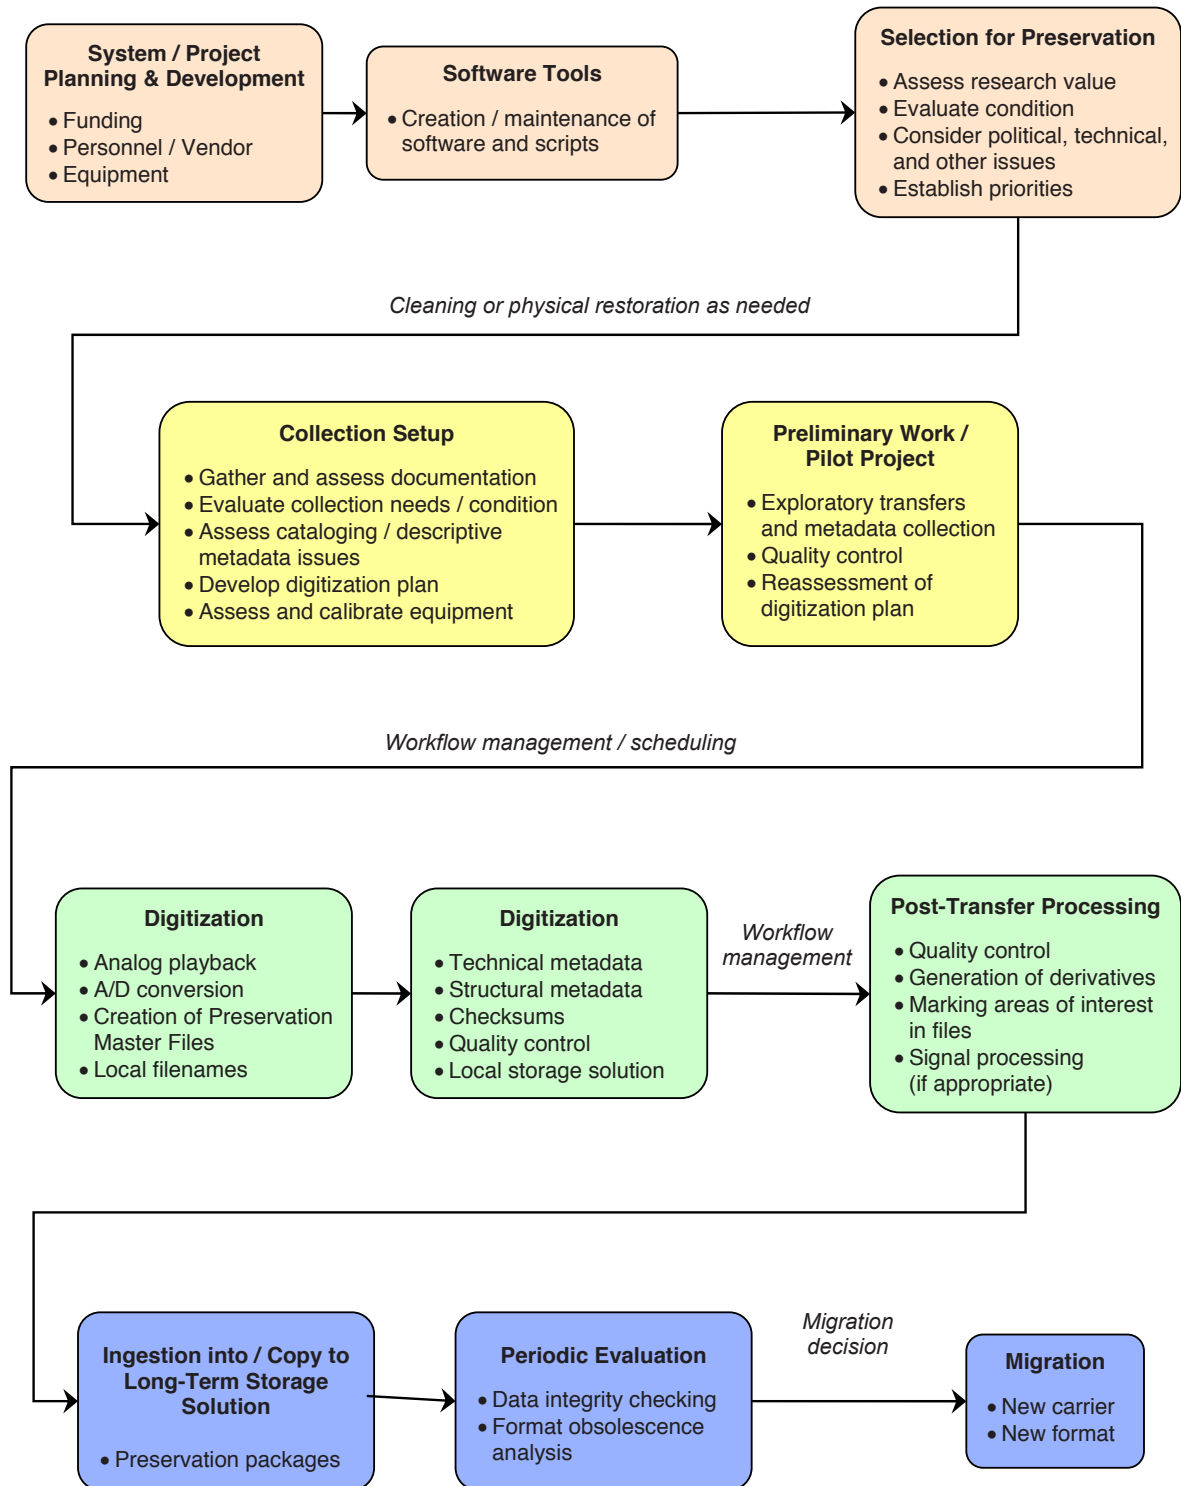 System / Project
Planning & Development
• Funding
• Personnel / Vendor
• Equipment
Software Tools
• Creation / maintenance of
software and scripts
Selection for Preservation
• Assess research value
• Evaluate condition
• Consider political, technical,
and other issues
• Establish priorities
Cleaning or physical restoration as needed
Collection Setup
• Gather and assess documentation
• Evaluate collection needs / condition
• Assess cataloging / descriptive
metadata issues
• Develop digitization plan
• Assess and calibrate equipment
Preliminary Work /
Pilot Project
• Exploratory transfers
and metadata collection
• Quality control
• Reassessment of
digitization plan
Workflow management / scheduling
Digitization
• Analog playback
• A/D conversion
• Creation of Preservation
Master Files
• Local filenames
Digitization
• Technical metadata
• Structural metadata
• Checksums
• Quality control
• Local storage solution
Workflow
management
Post-Transfer Processing
• Quality control
• Generation of derivatives
• Marking areas of interest
in files
• Signal processing
(if appropriate)
Ingestion into / Copy to
Long-Term Storage
Solution
• Preservation packages
Periodic Evaluation
• Data integrity checking
• Format obsolescence
analysis
Migration
decision
Migration
• New carrier
• New format